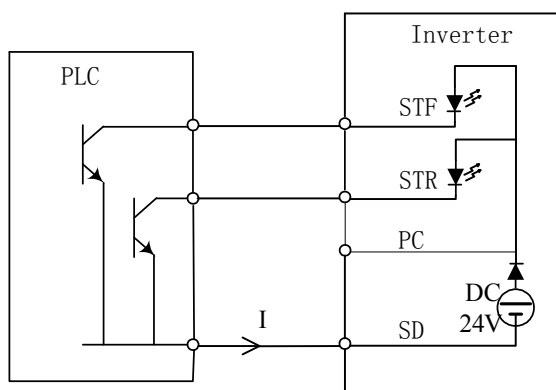 Inverter
PLC
STF
STR
PC
DC
24V
I
SD